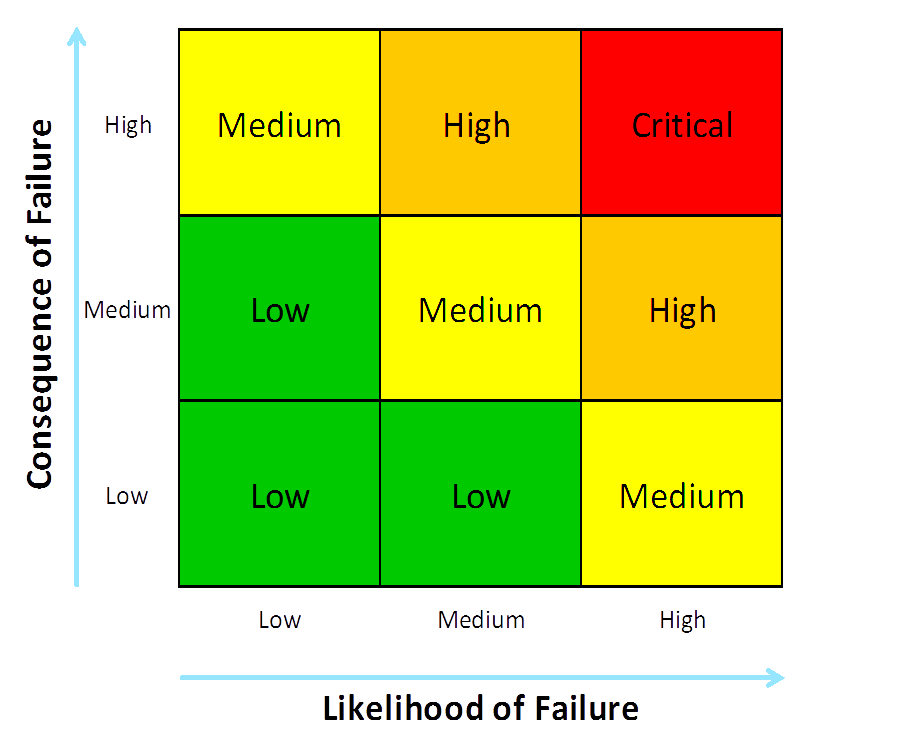 Consequence of Failure
High
Medium
High
Critical
Medium
Low
Medium
High
Low
Low
Low
Medium
Low
Medium
High
Likelihood of Failure